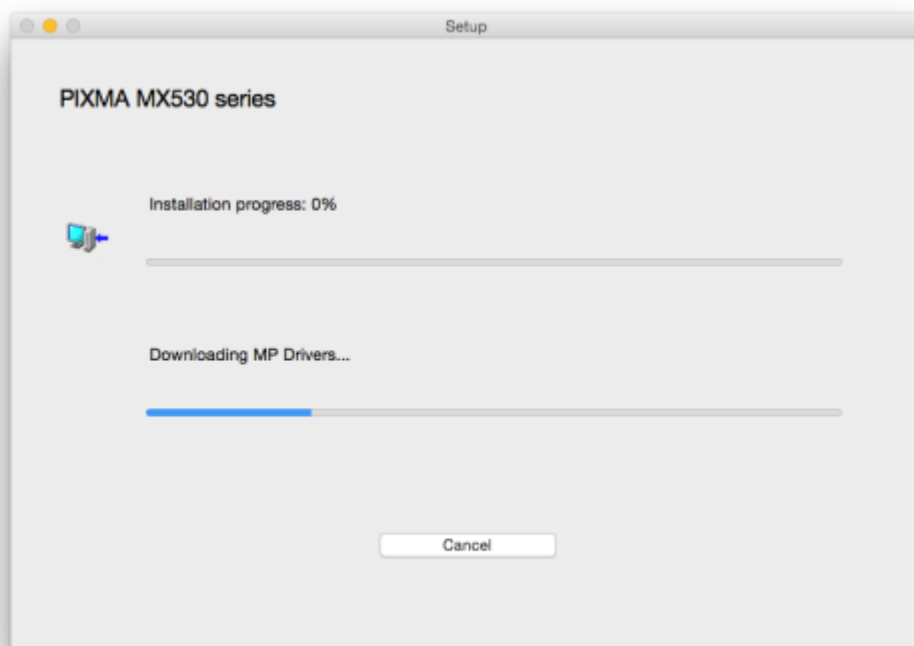 Setup
PIXMA MX530 series
Installation progress: 0%
Downloading MP Drivers...
Cancel